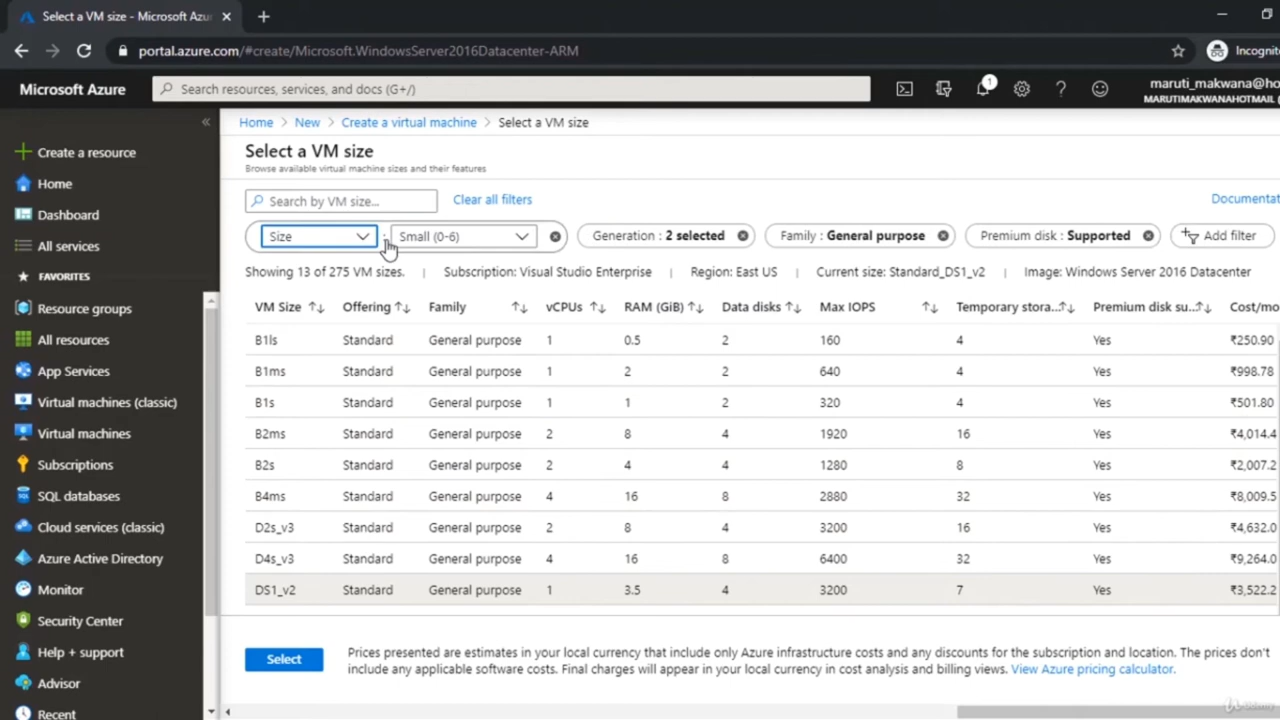 Select a VM size - Microsoft Azur
portal.azure.com/#create/Microsoft.WindowsServer2016Datacenter-ARM
Incognito
Microsoft Azure
Search resources, services, and docs (G+/)
1
maruti_makwana@ho
MARUTIMAKWANAHOTMAIL (
Create a resource
Home
Dashboard
All services
FAVORITES
Resource groups
All resources
App Services
Virtual machines (classic)
Virtual machines
Subscriptions
SQL databases
Cloud services (classic)
Azure Active Directory
Monitor
Security Center
Help + support
Advisor
Recent
Home > New > Create a virtual machine > Select a VM size
Select a VM size
Browse available virtual machine sizes and their features
Search by VM size...
Clear all filters
Documentat
Size : Small (0-6)
Generation : 2 selected
Family : General purpose
Premium disk : Supported
Add filter
Showing 13 of 275 VM sizes. | Subscription: Visual Studio Enterprise | Region: East US | Current size: Standard_DS1_v2 | Image: Windows Server 2016 Datacenter
VM Size Offering Family vCPUs RAM (GiB) Data disks Max IOPS Temporary stora... Premium disk su... Cost/mo
B1ls Standard General purpose 1 0.5 2 160 4 Yes ₹250.90
B1ms Standard General purpose 1 2 2 640 4 Yes ₹998.78
B1s Standard General purpose 1 1 2 320 4 Yes ₹501.80
B2ms Standard General purpose 2 8 4 1920 16 Yes ₹4,014.4
B2s Standard General purpose 2 4 4 1280 8 Yes ₹2,007.2
B4ms Standard General purpose 4 16 8 2880 32 Yes ₹8,009.5
D2s_v3 Standard General purpose 2 8 4 3200 16 Yes ₹4,632.0
D4s_v3 Standard General purpose 4 16 8 6400 32 Yes ₹9,264.0
DS1_v2 Standard General purpose 1 3.5 4 3200 7 Yes ₹3,522.2
Select
Prices presented are estimates in your local currency that include only Azure infrastructure costs and any discounts for the subscription and location. The prices don't
include any applicable software costs. Final charges will appear in your local currency in cost analysis and billing views. View Azure pricing calculator.
Udemy